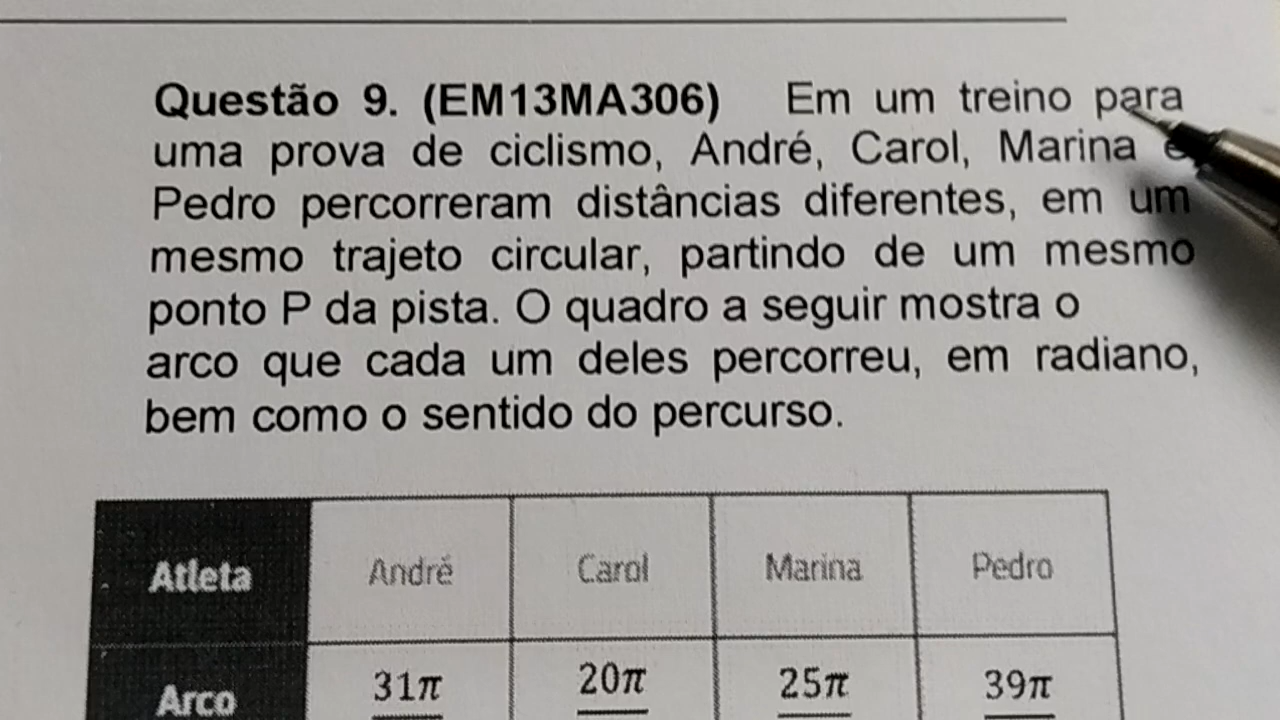 Questão 9. (EM13MA306) Em um treino para
uma prova de ciclismo, André, Carol, Marina e
Pedro percorreram distâncias diferentes, em um
mesmo trajeto circular, partindo de um mesmo
ponto P da pista. O quadro a seguir mostra o
arco que cada um deles percorreu, em radiano,
bem como o sentido do percurso.
Atleta André Carol Marina Pedro
Arco 31π 20π 25π 39π